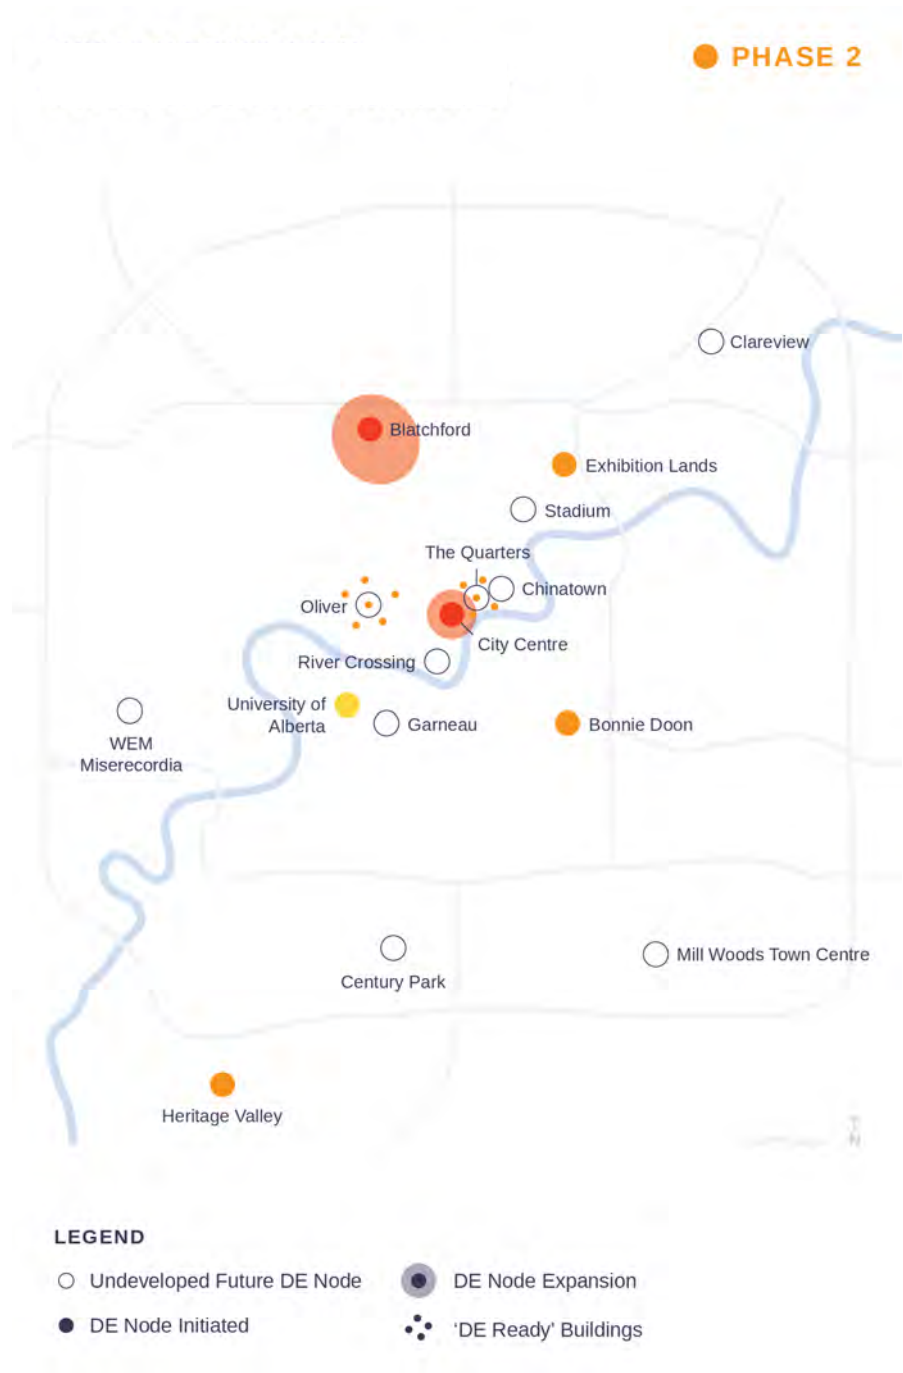 PHASE 2
Clareview
Blatchford
Exhibition Lands
Stadium
The Quarters
Chinatown
Oliver
City Centre
River Crossing
University of
Alberta
Garneau
Bonnie Doon
WEM
Miserecordia
Century Park
Mill Woods Town Centre
Heritage Valley
LEGEND
Undeveloped Future DE Node
DE Node Expansion
DE Node Initiated
‘DE Ready’ Buildings